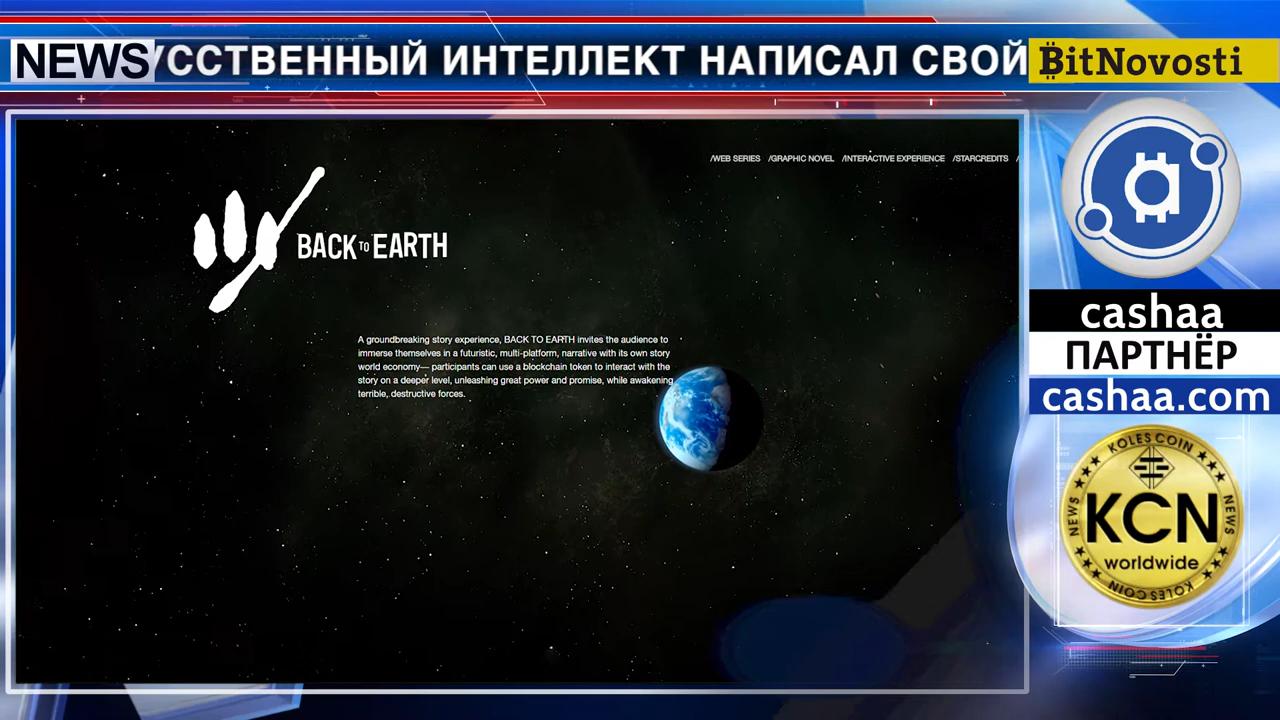 NEWS
УССТВЕННЫЙ ИНТЕЛЛЕКТ НАПИСАЛ СВОЙ
BitNovosti
/WEB SERIES /GRAPHIC NOVEL /INTERACTIVE EXPERIENCE /STARCREDITS /
BACK TO EARTH
A groundbreaking story experience, BACK TO EARTH invites the audience to
immerse themselves in a futuristic, multi-platform, narrative with its own story
world economy— participants can use a blockchain token to interact with the
story on a deeper level, unleashing great power and promise, while awakening
terrible, destructive forces.
cashaa
ПАРТНЁР
cashaa.com
KOLES COIN
NEWS
KCN
NEWS
worldwide
KOLES COIN